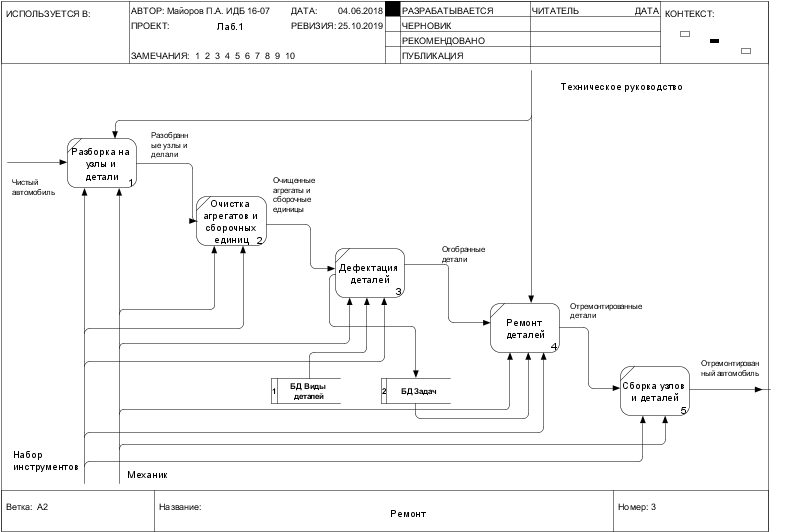 ИСПОЛЬЗУЕТСЯ В:
АВТОР: Майоров П.А. ИДБ 16-07
ДАТА: 04.06.2018
РАЗРАБАТЫВАЕТСЯ
ЧИТАТЕЛЬ
ДАТА
КОНТЕКСТ:
ПРОЕКТ: Лаб.1
РЕВИЗИЯ: 25.10.2019
ЧЕРНОВИК
РЕКОМЕНДОВАНО
ЗАМЕЧАНИЯ: 1 2 3 4 5 6 7 8 9 10
ПУБЛИКАЦИЯ
Техническое руководство
Разборка на
узлы и
детали
1
Разобранн
ые узлы и
делали
Чистый
автомобиль
Очистка
агрегатов и
сборочных
единиц
2
Очищенные
агрегаты и
сборочные
единицы
Дефектация
деталей
3
Отобранные
детали
Ремонт
деталей
4
Отремонтированные
детали
Сборка узлов
и деталей
5
Отремонтирован
ный автомобиль
1
БД Виды
деталей
2
БД Задач
Набор
инструментов
Механик
Ветка: А2
Название:
Ремонт
Номер: 3